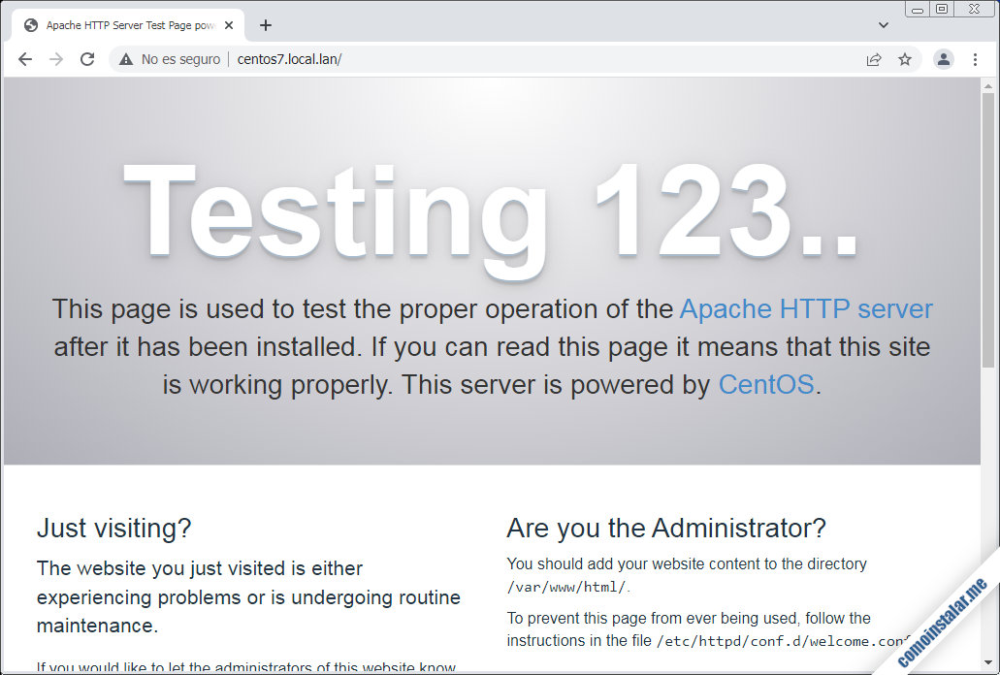 Apache HTTP Server Test Page pow
No es seguro | centos7.local.lan/
Testing 123..
This page is used to test the proper operation of the Apache HTTP server
after it has been installed. If you can read this page it means that this site
is working properly. This server is powered by CentOS.
Just visiting?
The website you just visited is either
experiencing problems or is undergoing routine
maintenance.
If you would like to let the administrators of this website know
Are you the Administrator?
You should add your website content to the directory
/var/www/html/.
To prevent this page from ever being used, follow the
instructions in the file /etc/httpd/conf.d/welcome.conf
comoinstalar.me